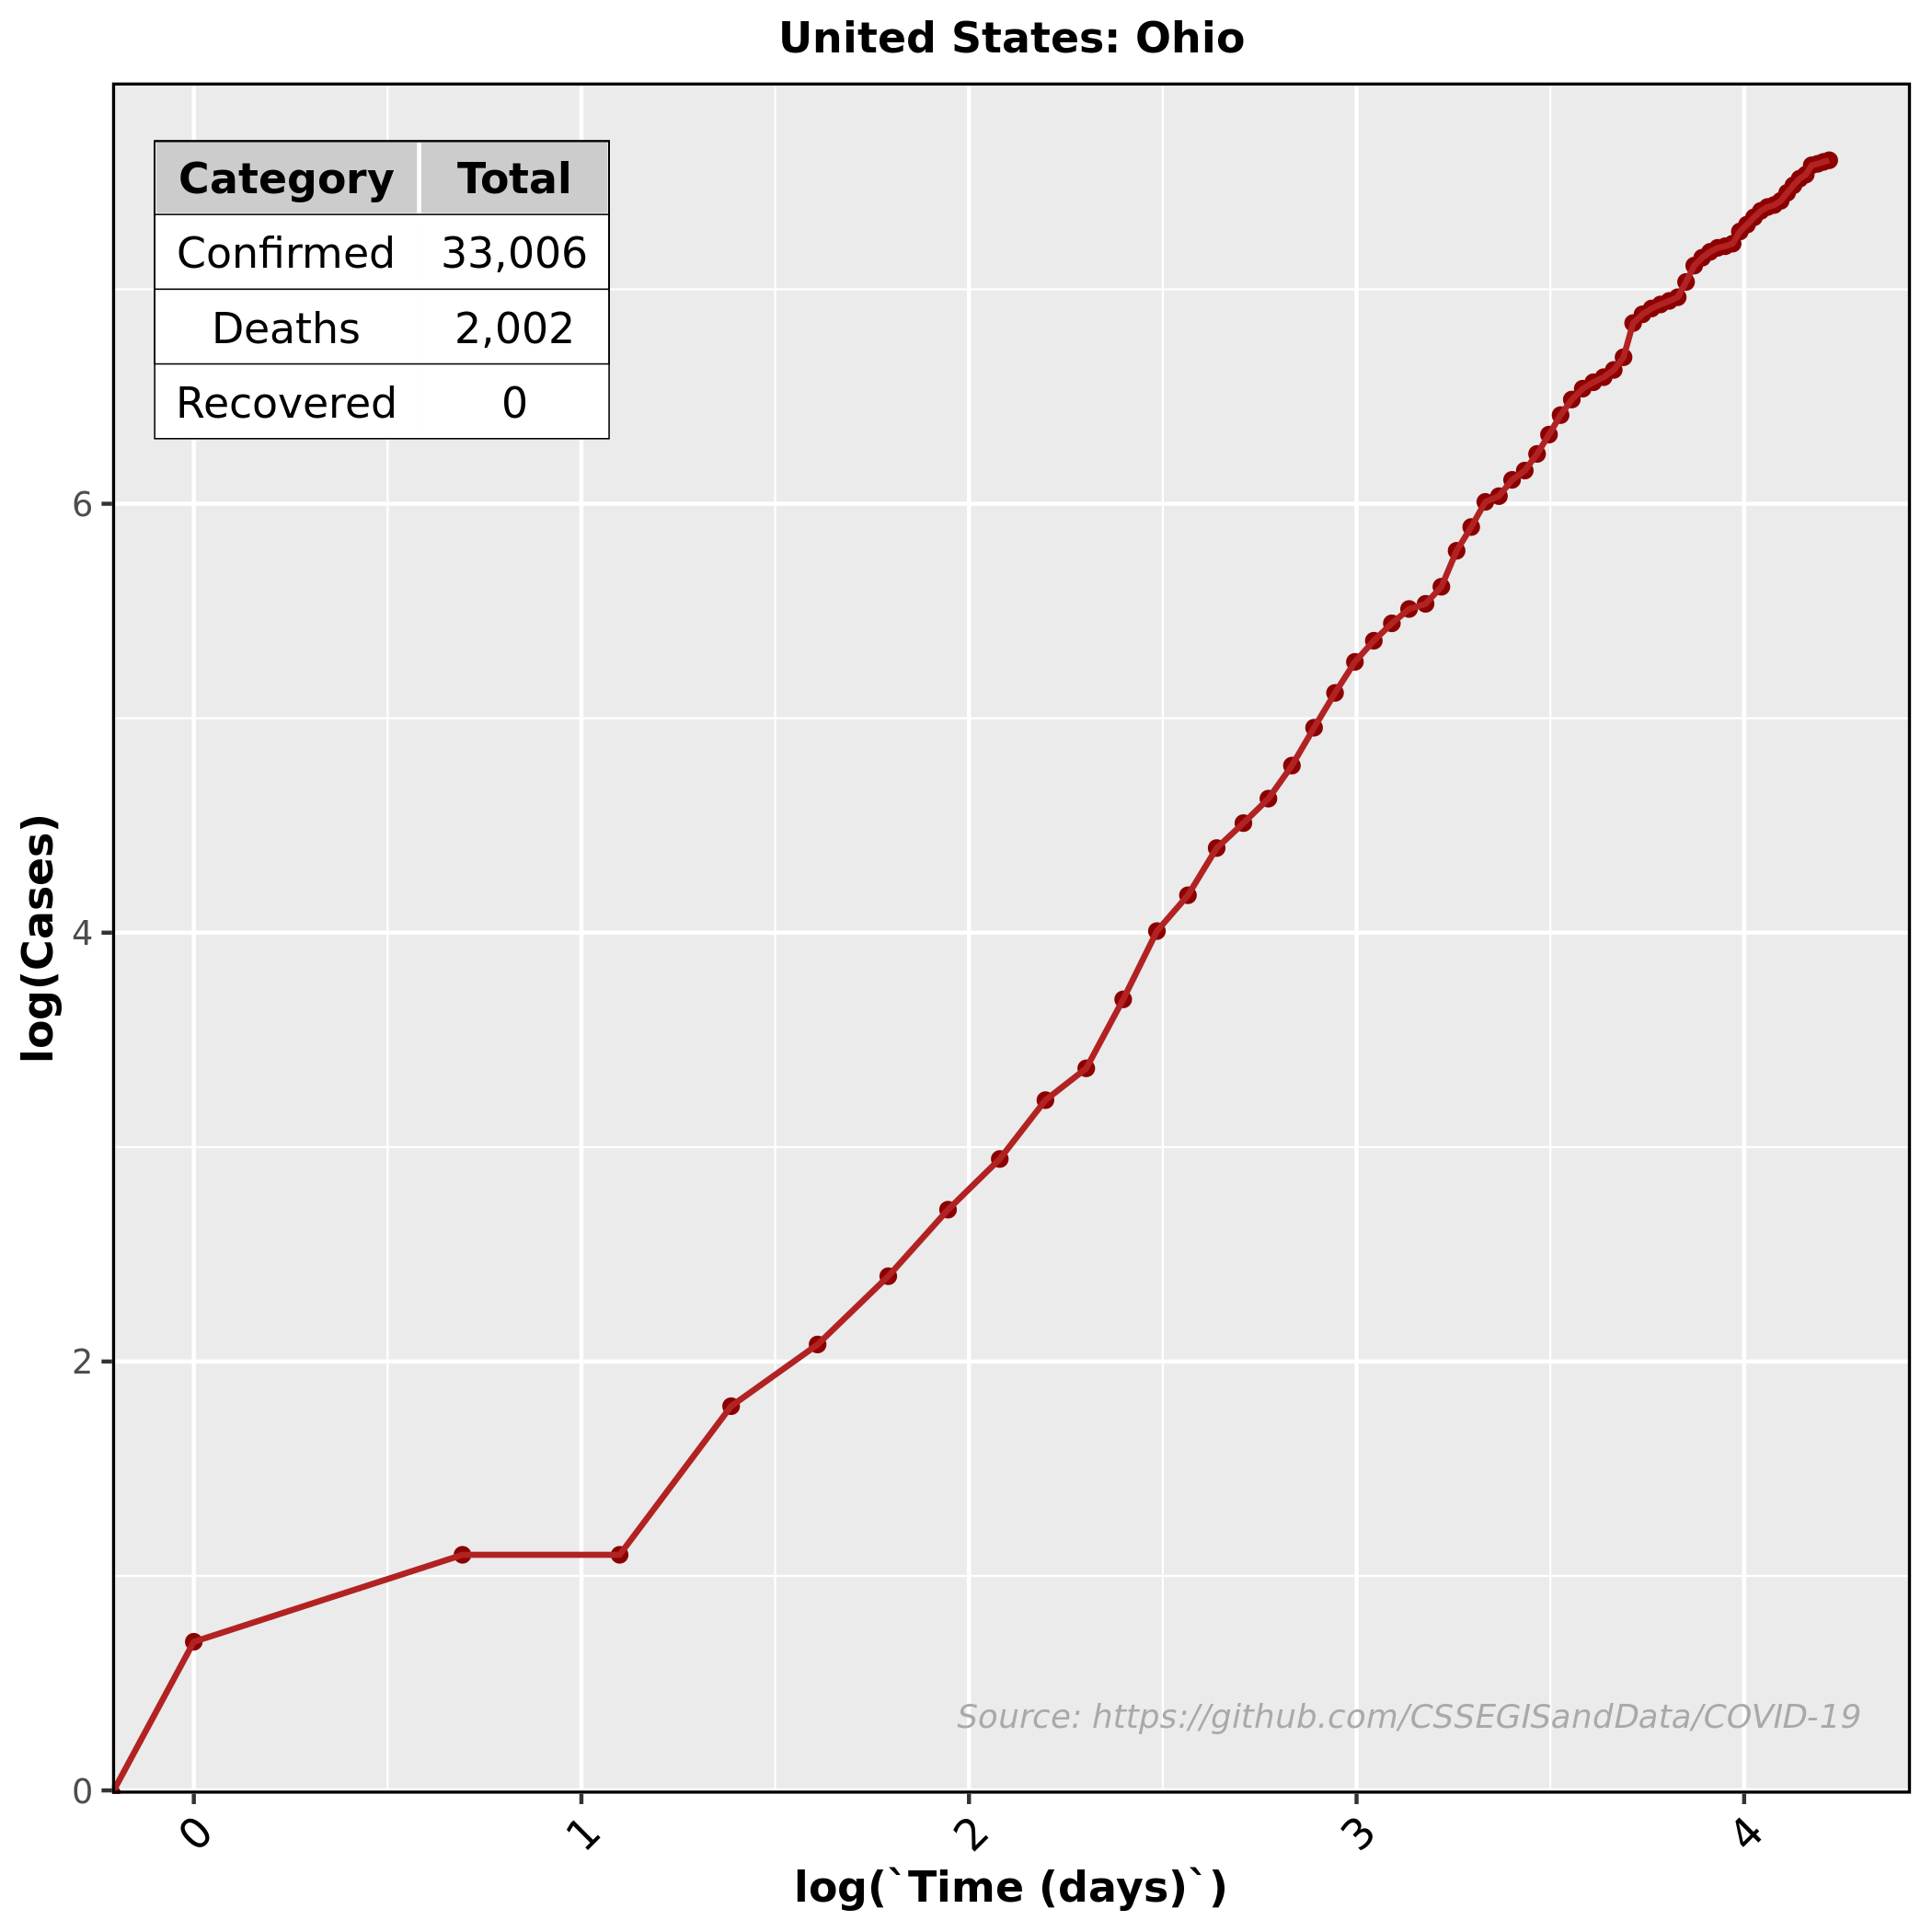 United States: Ohio
Category Total
Confirmed 33,006
Deaths 2,002
Recovered 0
6
4
2
0
log(Cases)
Source: https://github.com/CSSEGISandData/COVID-19
0 1 2 3 4
log(`Time (days)`)